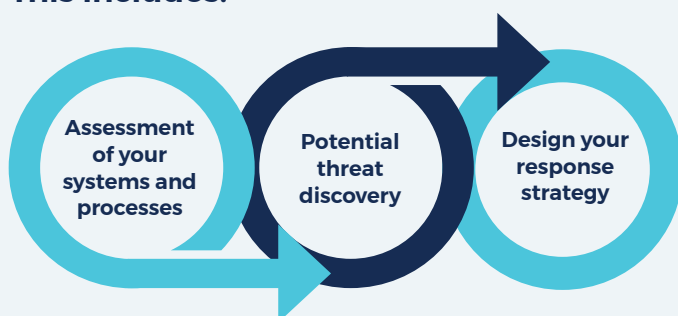 This includes:
Assessment
of your
systems and
processes
Potential
threat
discovery
Design your
response
strategy